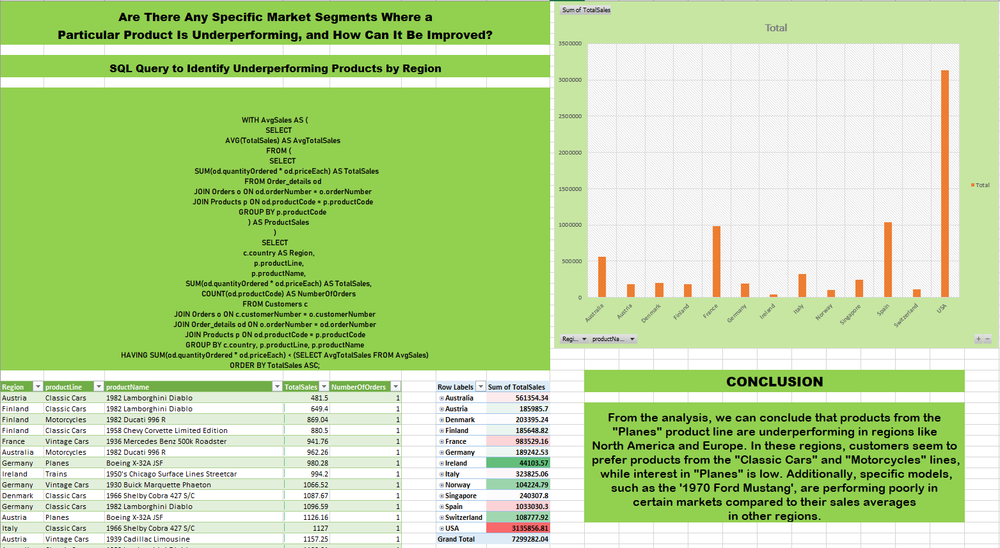 Are There Any Specific Market Segments Where a
Particular Product Is Underperforming, and How Can It Be Improved?
SQL Query to Identify Underperforming Products by Region
WITH AvgSales AS (
SELECT
AVG(TotalSales) AS AvgTotalSales
FROM (
SELECT
SUM(od.quantityOrdered * od.priceEach) AS TotalSales
FROM Order_details od
JOIN Orders o ON od.orderNumber = o.orderNumber
JOIN Products p ON od.productCode = p.productCode
GROUP BY p.productCode
) AS ProductSales
)
SELECT
c.country AS Region,
p.productLine,
p.productName,
SUM(od.quantityOrdered * od.priceEach) AS TotalSales,
COUNT(od.productCode) AS NumberOfOrders
FROM Customers c
JOIN Orders o ON c.customerNumber = o.customerNumber
JOIN Order_details od ON o.orderNumber = od.orderNumber
JOIN Products p ON od.productCode = p.productCode
GROUP BY c.country, p.productLine, p.productName
HAVING SUM(od.quantityOrdered * od.priceEach) < (SELECT AvgTotalSales FROM AvgSales)
ORDER BY TotalSales ASC;
Region productLine productName TotalSales NumberOfOrders
Austria Classic Cars 1982 Lamborghini Diablo 481.5 1
Finland Classic Cars 1982 Lamborghini Diablo 649.4 1
Finland Motorcycles 1982 Ducati 996 R 869.04 1
Finland Classic Cars 1958 Chevy Corvette Limited Edition 880.5 1
France Vintage Cars 1936 Mercedes Benz 500k Roadster 941.76 1
Australia Motorcycles 1982 Ducati 996 R 962.26 1
Germany Planes Boeing X-32A JSF 980.28 1
Ireland Trains 1950's Chicago Surface Lines Streetcar 994.2 1
Germany Vintage Cars 1930 Buick Marquette Phaeton 1066.52 1
Denmark Classic Cars 1966 Shelby Cobra 427 S/C 1087.67 1
Germany Classic Cars 1982 Lamborghini Diablo 1096.59 1
Austria Planes Boeing X-32A JSF 1126.16 1
Italy Classic Cars 1966 Shelby Cobra 427 S/C 1127 1
Austria Vintage Cars 1939 Cadillac Limousine 1157.25 1
Row Labels Sum of TotalSales
Australia 561354.34
Austria 185985.7
Denmark 203395.24
Finland 185648.82
France 983529.16
Germany 189242.53
Ireland 44103.57
Italy 323825.06
Norway 104224.79
Singapore 240307.8
Spain 1033030.3
Switzerland 108777.92
USA 3135856.81
Grand Total 7299282.04
Sum of TotalSales
Total
3500000
3000000
2500000
2000000
1500000
1000000
500000
0
Australia
Austria
Denmark
Finland
France
Germany
Ireland
Italy
Norway
Singapore
Spain
Switzerland
USA
Total
Regi... productNa...
CONCLUSION
From the analysis, we can conclude that products from the
"Planes" product line are underperforming in regions like
North America and Europe. In these regions, customers seem to
prefer products from the "Classic Cars" and "Motorcycles" lines,
while interest in "Planes" is low. Additionally, specific models,
such as the '1970 Ford Mustang', are performing poorly in
certain markets compared to their sales averages
in other regions.